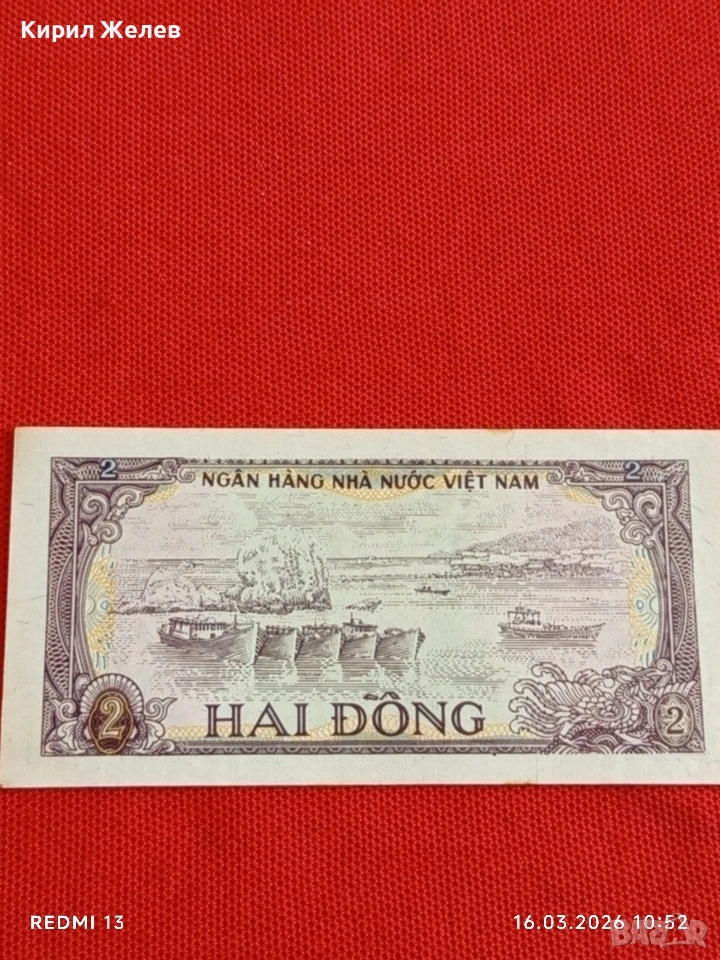 Кирил Желев
2 2
NGÂN HÀNG NHÀ NƯỚC VIỆT NAM
HAI ĐỒNG
2 2
REDMI 13 16.03.2026 10:52
BAZAR